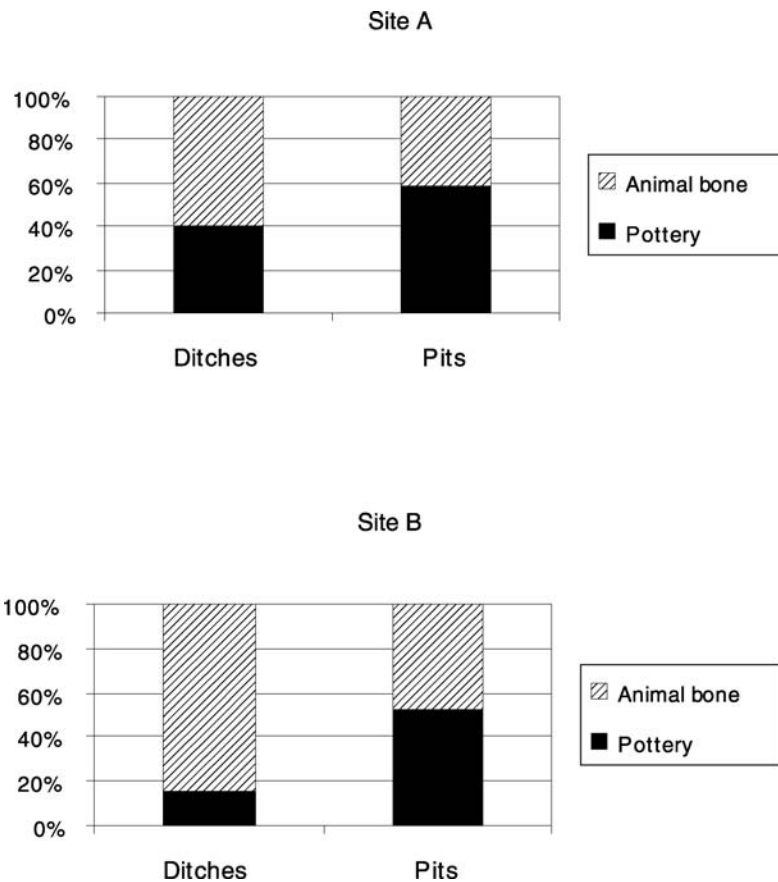 Site A
100%
80%
60%
40%
20%
0%
Ditches
Pits
Animal bone
Pottery
Site B
100%
80%
60%
40%
20%
0%
Ditches
Pits
Animal bone
Pottery